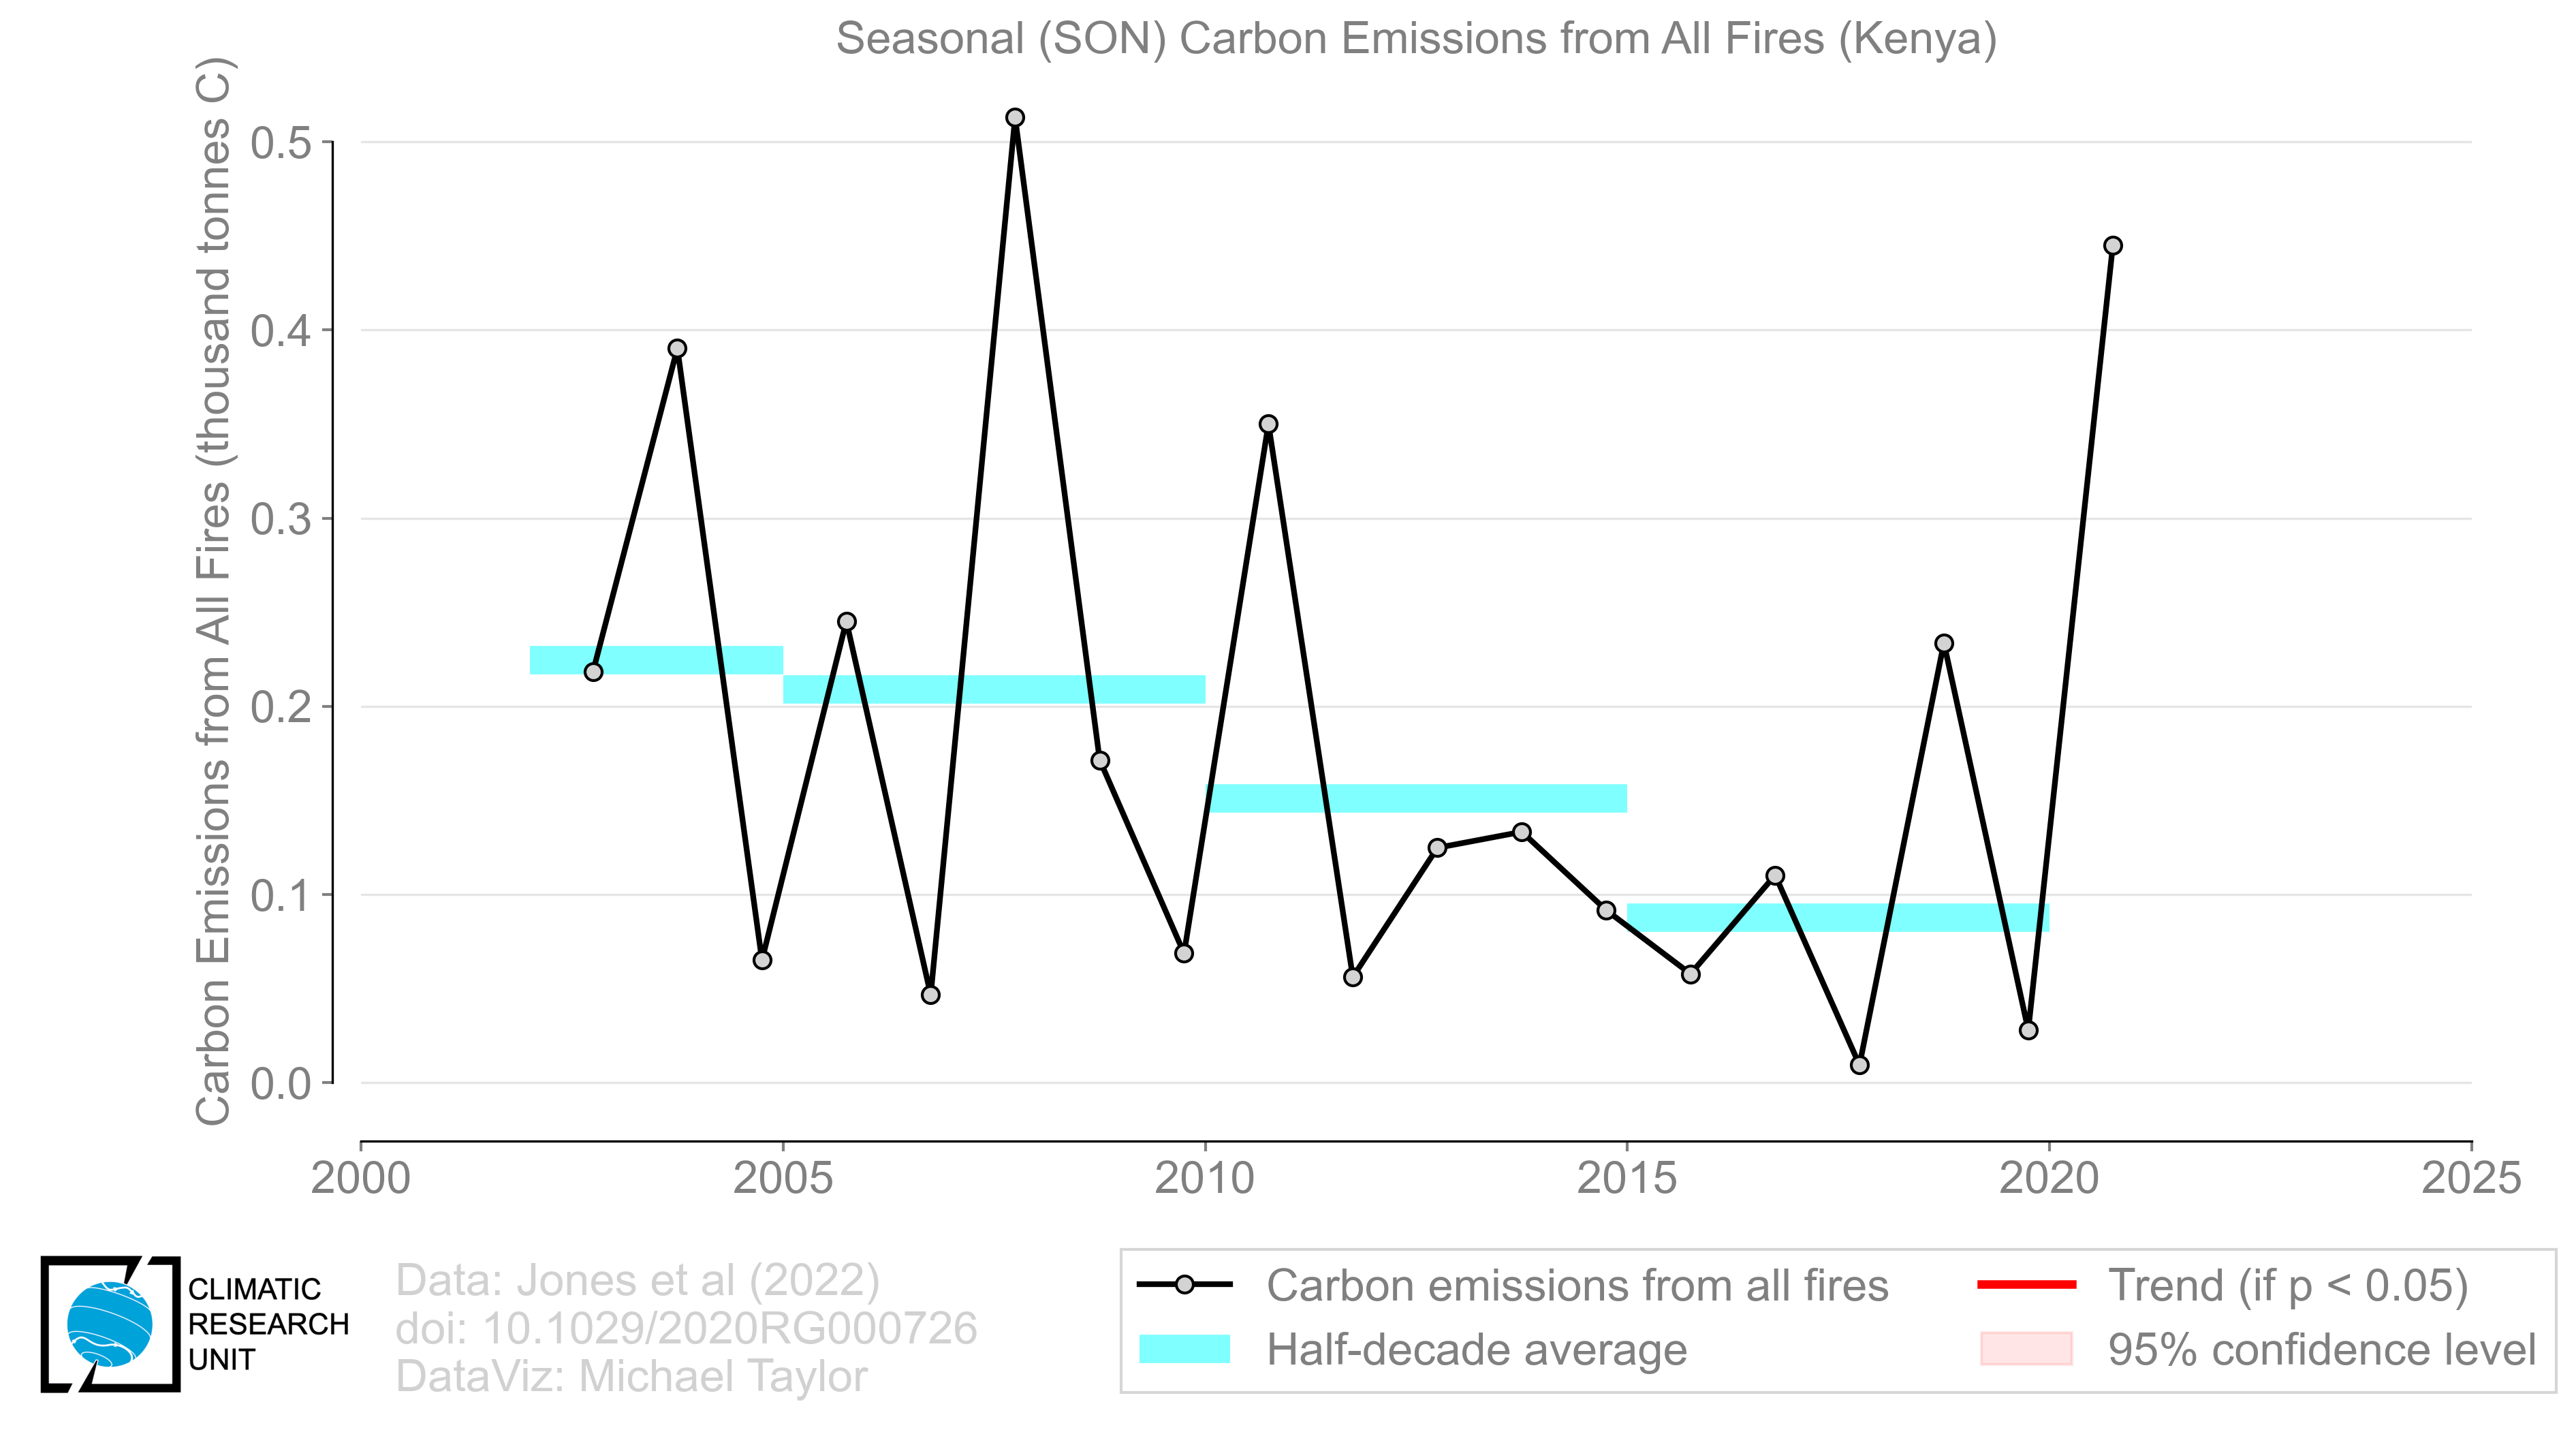 Seasonal (SON) Carbon Emissions from All Fires (Kenya)
Carbon Emissions from All Fires (thousand tonnes C)
0.5
0.4
0.3
0.2
0.1
0.0
2000 2005 2010 2015 2020 2025
CLIMATIC
RESEARCH
UNIT
Data: Jones et al (2022)
doi: 10.1029/2020RG000726
DataViz: Michael Taylor
Carbon emissions from all fires
Half-decade average
Trend (if p < 0.05)
95% confidence level